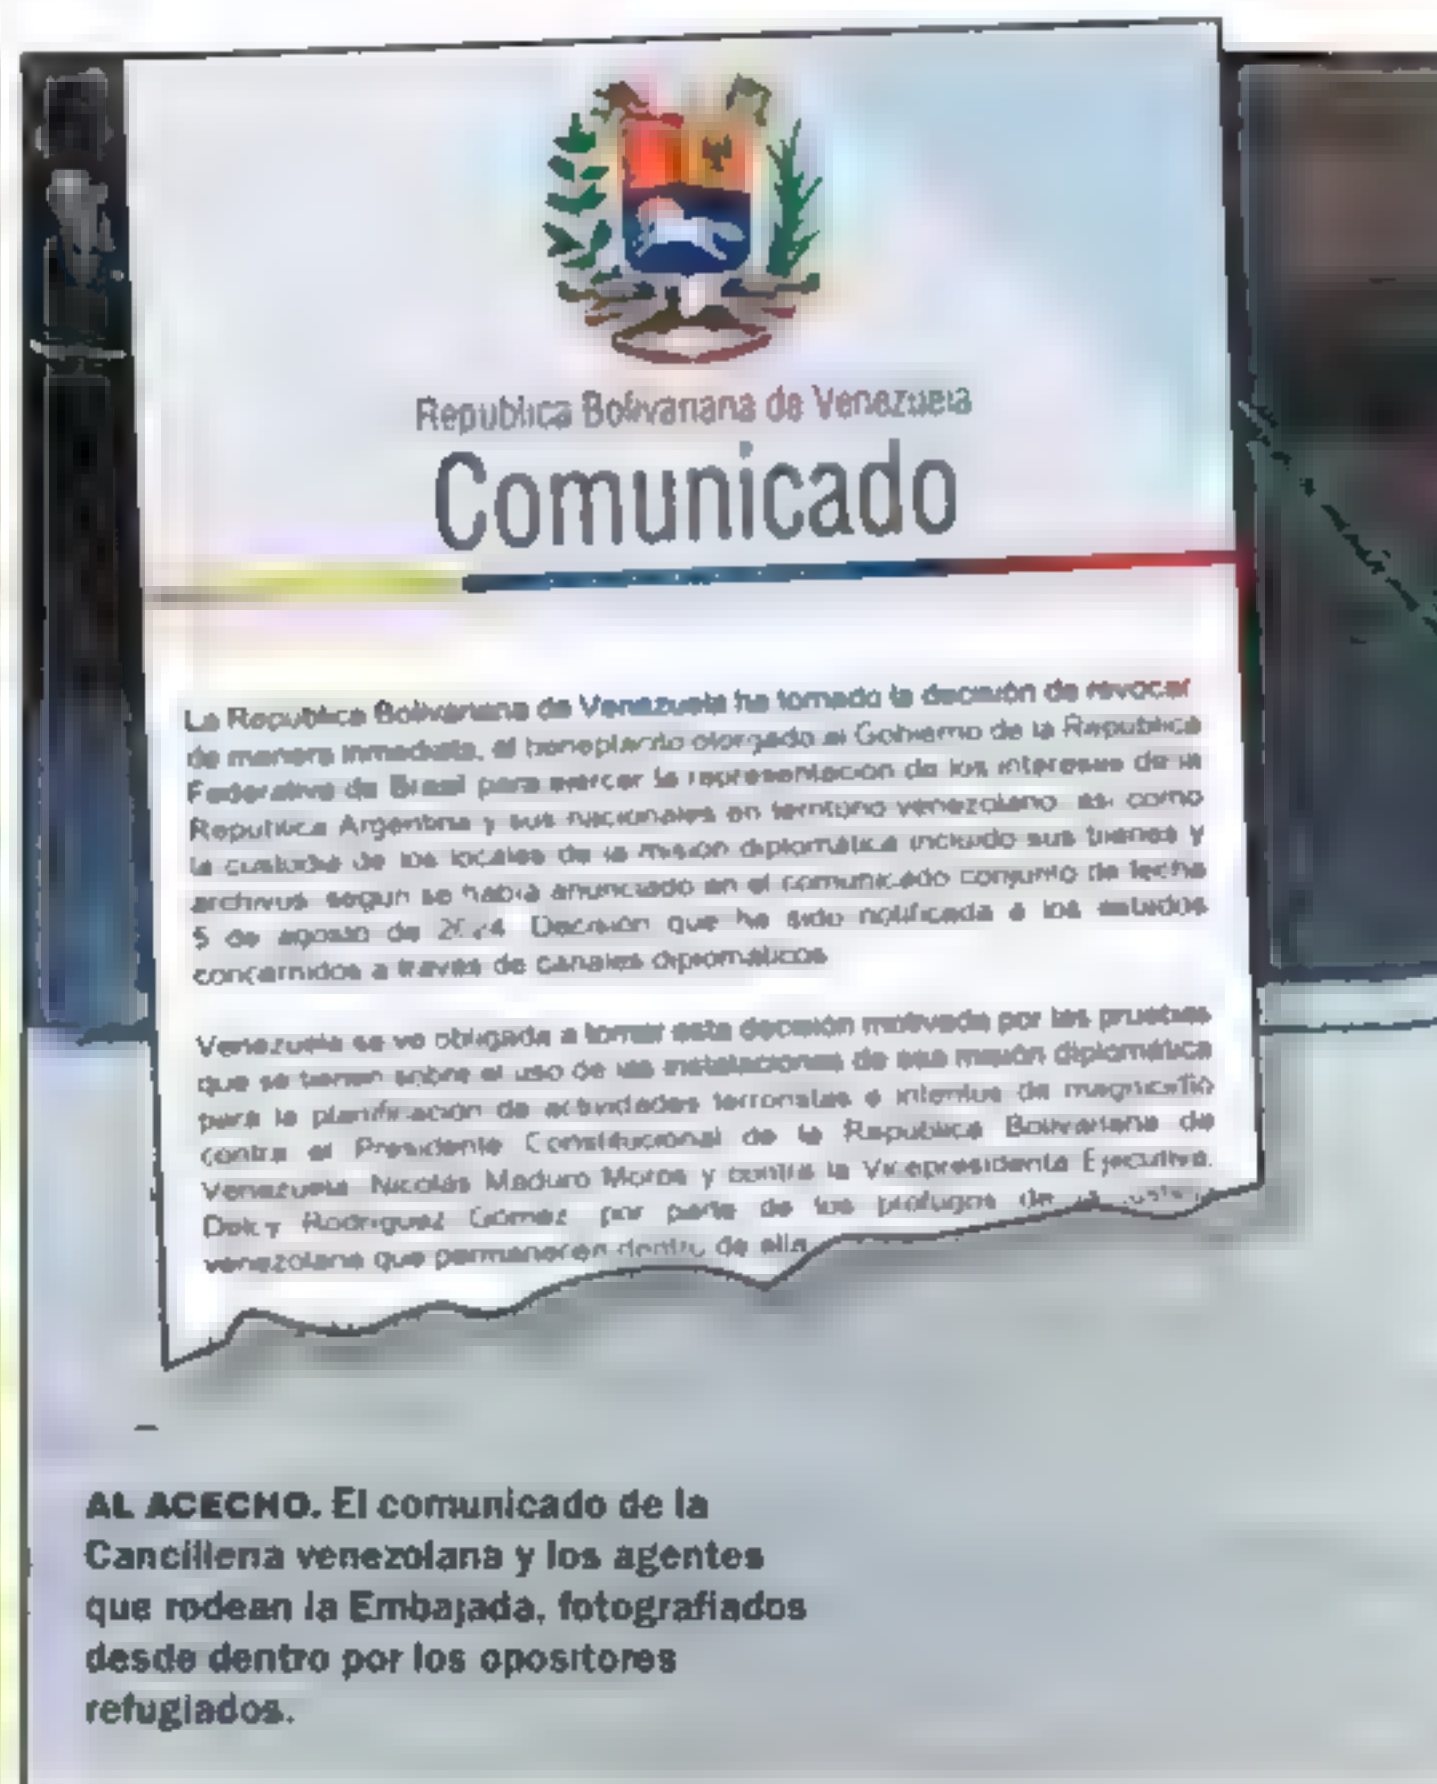 República Bolivariana de Venezuela
Comunicado
La República Bolivariana de Venezuela ha tomado la decisión de revocar
de manera inmediata, el beneplácito otorgado al Gobierno de la República
Federativa de Brasil para ejercer la representación de los intereses de la
República Argentina y sus nacionales en territorio venezolano, así como
la custodia de los locales de la misión diplomática incluido sus bienes y
archivos, según se había anunciado en el comunicado conjunto de fecha
5 de agosto de 2024. Decisión que ha sido notificada a los estados
concernidos a través de canales diplomáticos
Venezuela se ve obligada a tomar esta decisión motivada por las pruebas
que se tienen sobre el uso de las instalaciones de esa misión diplomática
para la planificación de actividades terroristas e intentos de magnicidio
contra el Presidente Constitucional de la República Bolivariana de
Venezuela, Nicolás Maduro Moros y contra la Vicepresidenta Ejecutiva,
Delcy Rodríguez Gómez, por parte de los prófugos de la justicia
venezolana que permanecen dentro de ella.
AL ACECHO. El comunicado de la
Cancillería venezolana y los agentes
que rodean la Embajada, fotografiados
desde dentro por los opositores
refugiados.